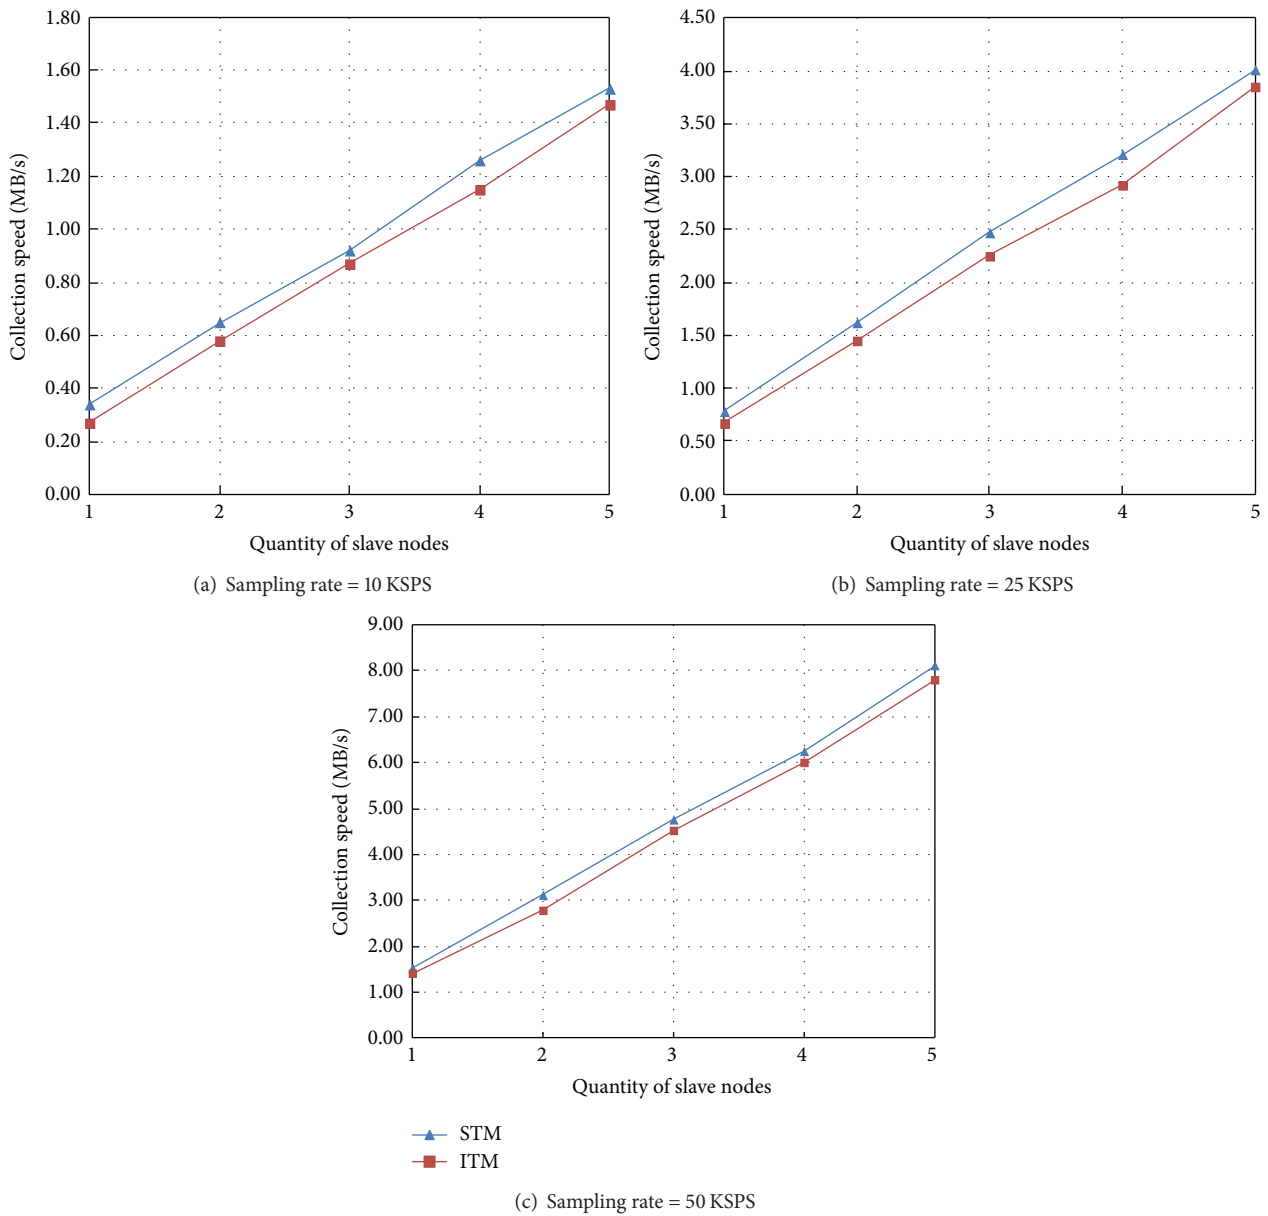 1.80
1.60
1.40
1.20
1.00
0.80
0.60
0.40
0.20
0.00
Collection speed (MB/s)
1 2 3 4 5
Quantity of slave nodes
(a) Sampling rate = 10 KSPS
4.50
4.00
3.50
3.00
2.50
2.00
1.50
1.00
0.50
0.00
Collection speed (MB/s)
1 2 3 4 5
Quantity of slave nodes
(b) Sampling rate = 25 KSPS
9.00
8.00
7.00
6.00
5.00
4.00
3.00
2.00
1.00
0.00
Collection speed (MB/s)
1 2 3 4 5
Quantity of slave nodes
STM
ITM
(c) Sampling rate = 50 KSPS